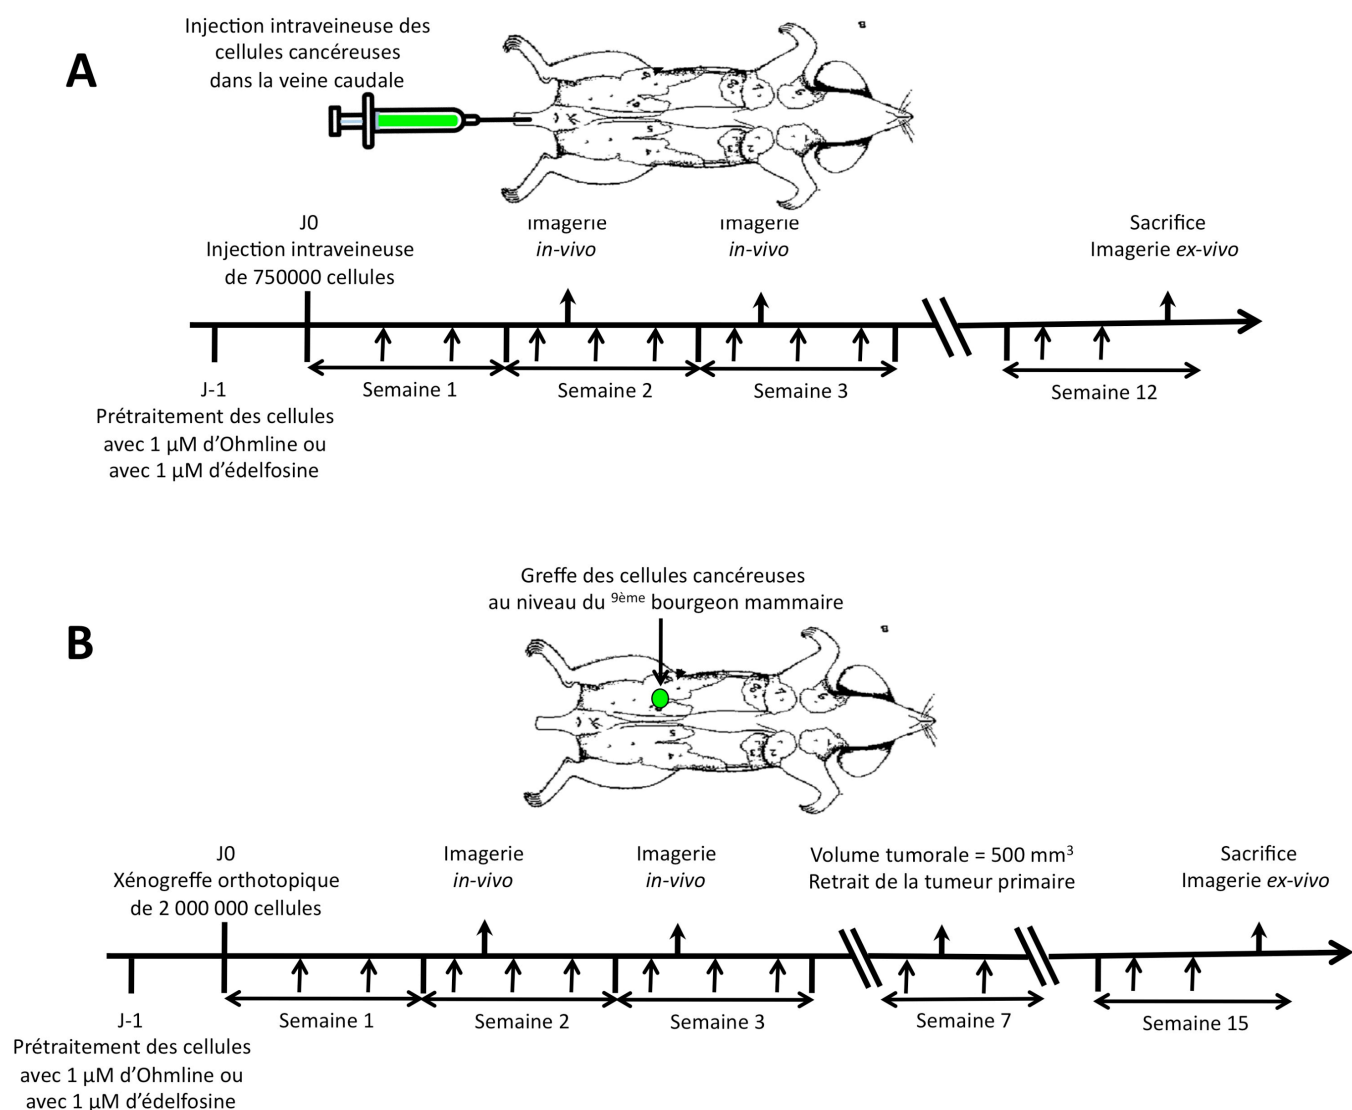 A
Injection intraveineuse des
cellules cancéreuses
dans la veine caudale
J0
Injection intraveineuse
de 750000 cellules
Imagerie
in-vivo
Imagerie
in-vivo
Sacrifice
Imagerie ex-vivo
Semaine 1
Semaine 2
Semaine 3
Semaine 12
J-1
Prétraitement des cellules
avec 1 µM d’Ohmline ou
avec 1 µM d’édelfosine
B
Greffe des cellules cancéreuses
au niveau du 9ème bourgeon mammaire
J0
Xénogreffe orthotopique
de 2 000 000 cellules
Imagerie
in-vivo
Imagerie
in-vivo
Volume tumorale = 500 mm³
Retrait de la tumeur primaire
Sacrifice
Imagerie ex-vivo
Semaine 1
Semaine 2
Semaine 3
Semaine 7
Semaine 15
J-1
Prétraitement des cellules
avec 1 µM d’Ohmline ou
avec 1 µM d’édelfosine